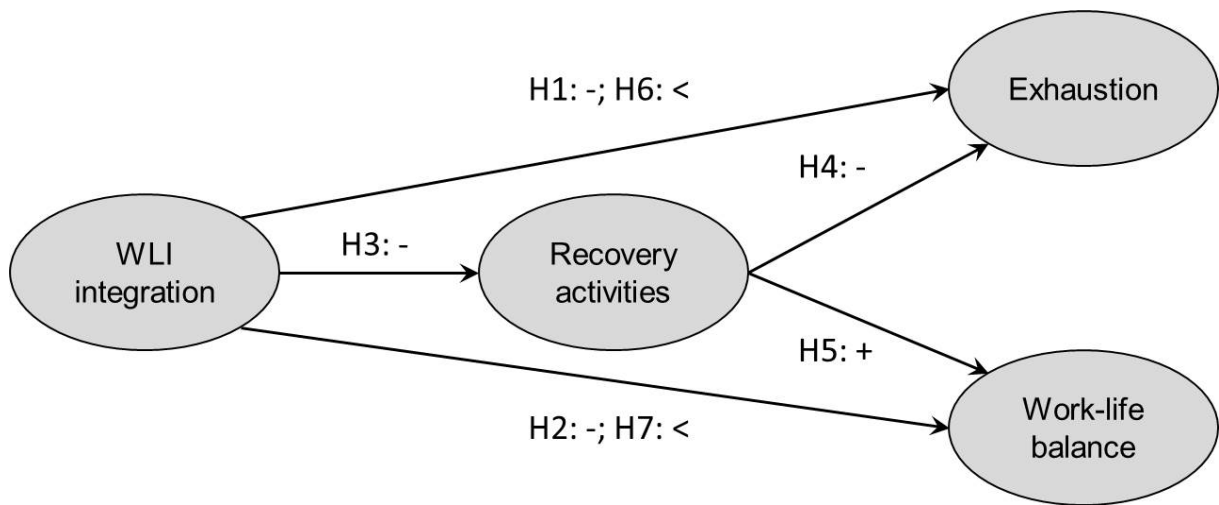 H1: -; H6: <
Exhaustion
H4: -
WLI
integration
H3: -
Recovery
activities
H5: +
Work-life
balance
H2: -; H7: <